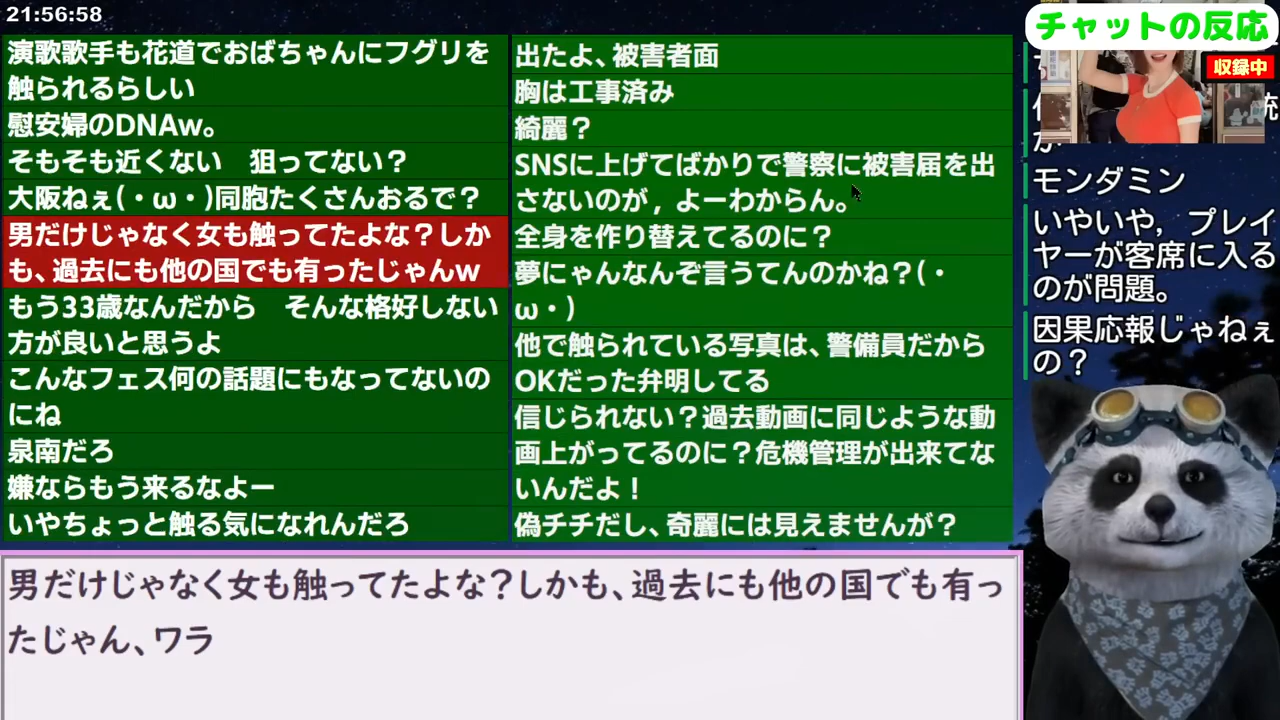 21:56:58
演歌歌手も花道でおばちゃんにフグリを
触られるらしい
慰安婦のDNAw。
そもそも近くない　狙ってない？
大阪ねぇ(・ω・)同胞たくさんおるで？
男だけじゃなく女も触ってたよな？しか
も、過去にも他の国でも有ったじゃんw
もう33歳なんだから　そんな格好しない
方が良いと思うよ
こんなフェス何の話題にもなってないの
にね
泉南だろ
嫌ならもう来るなよー
いやちょっと触る気になれんだろ
出たよ、被害者面
胸は工事済み
綺麗？
SNSに上げてばかりで警察に被害届を出
さないのが，よーわからん。
全身を作り替えてるのに？
夢にゃんなんぞ言うてんのかね？(・
ω・)
他で触られている写真は、警備員だから
OKだった弁明してる
信じられない？過去動画に同じような動
画上がってるのに？危機管理が出来てな
いんだよ！
偽チチだし、奇麗には見えませんが？
チャットの反応
収録中
モンダミン
いやいや，プレイ
ヤーが客席に入る
のが問題。
因果応報じゃねぇ
の？
男だけじゃなく女も触ってたよな？しかも、過去にも他の国でも有っ
たじゃん、ワラ